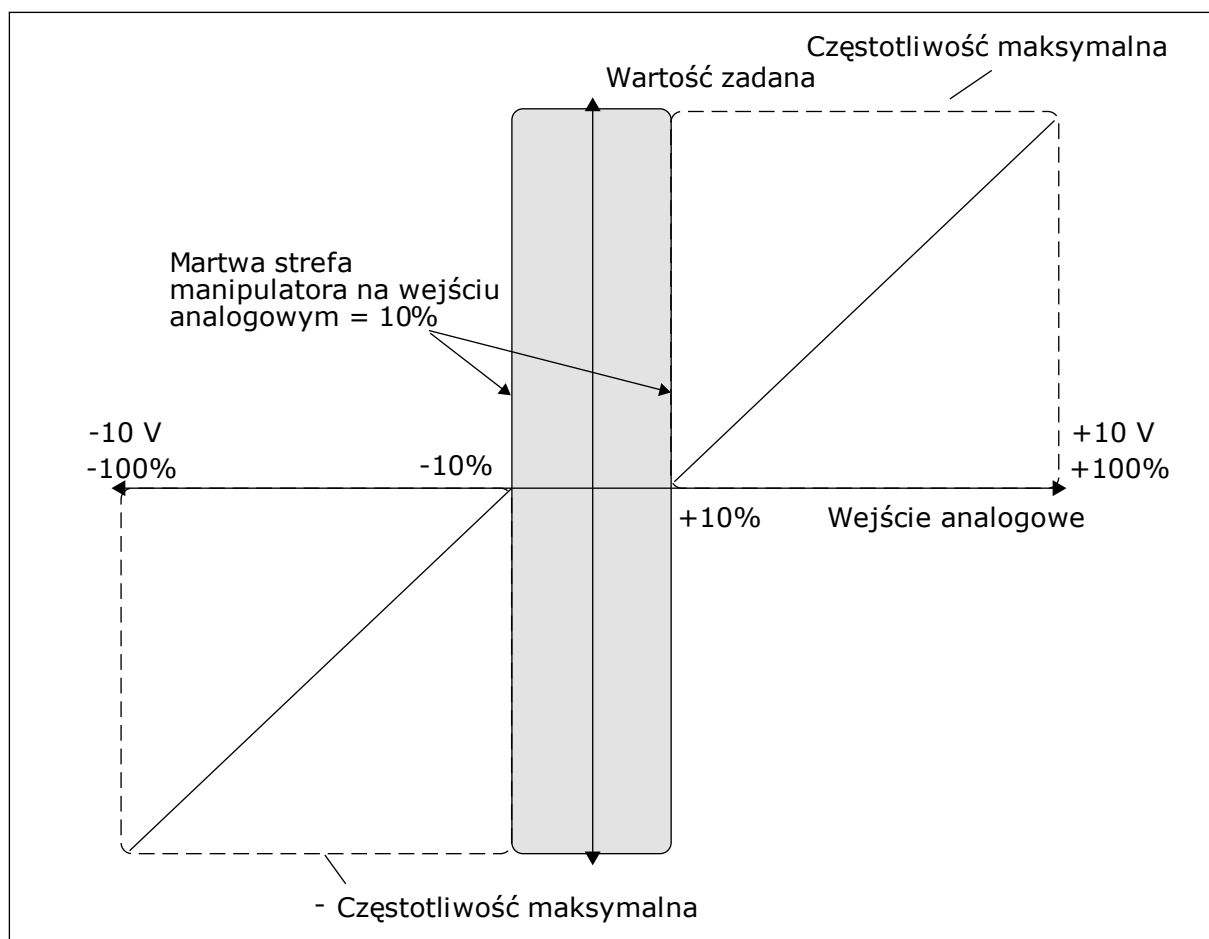 Częstotliwość maksymalna
Wartość zadana
Martwa strefa
manipulatora na wejściu
analogowym = 10%
-10 V
-100%
-10%
+10 V
+100%
+10%
Wejście analogowe
- Częstotliwość maksymalna